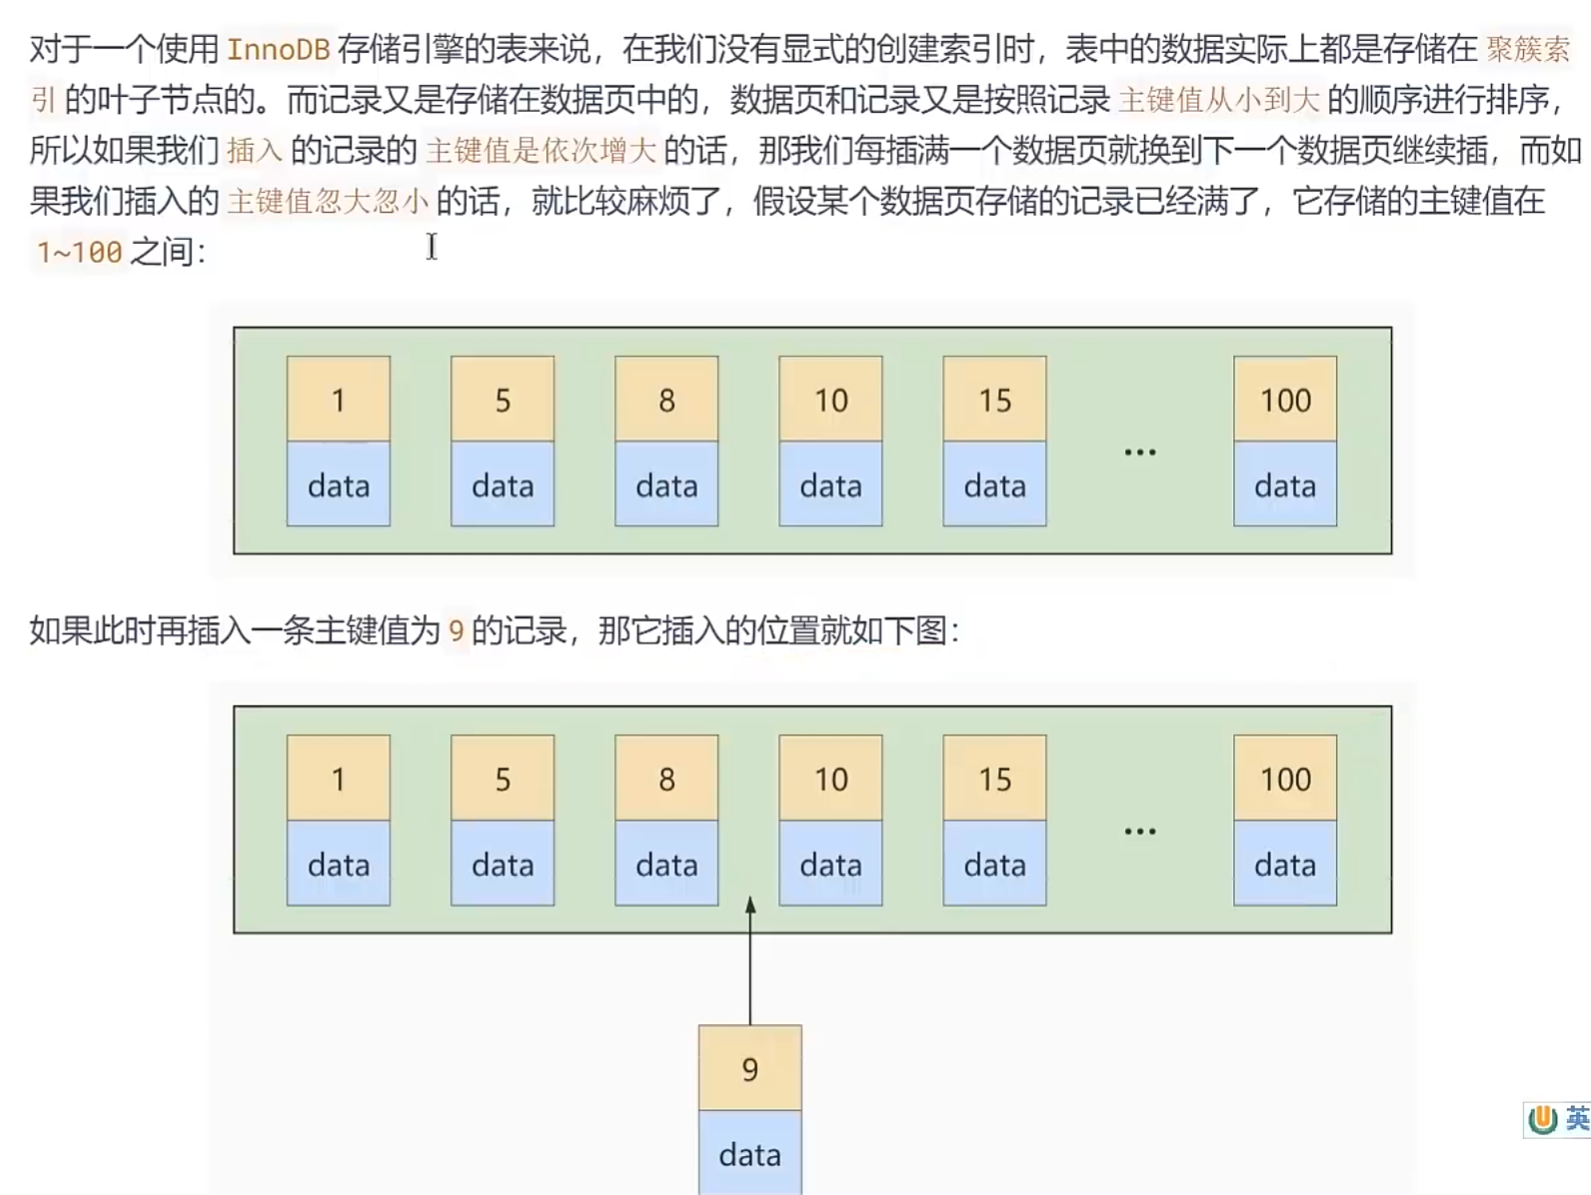 对于一个使用 InnoDB 存储引擎的表来说，在我们没有显式的创建索引时，表中的数据实际上都是存储在 聚簇索
引 的叶子节点的。而记录又是存储在数据页中的，数据页和记录又是按照记录 主键值从小到大 的顺序进行排序，
所以如果我们 插入 的记录的 主键值是依次增大 的话，那我们每插满一个数据页就换到下一个数据页继续插，而如
果我们插入的 主键值忽大忽小 的话，就比较麻烦了，假设某个数据页存储的记录已经满了，它存储的主键值在
1~100 之间：
1 5 8 10 15 100
...
data data data data data data
如果此时再插入一条主键值为 9 的记录，那它插入的位置就如下图：
1 5 8 10 15 100
...
data data data data data data
9
data
英